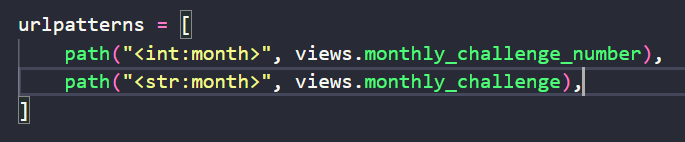 urlpatterns = [
    path("<int:month>", views.monthly_challenge_number),
    path("<str:month>", views.monthly_challenge),
]